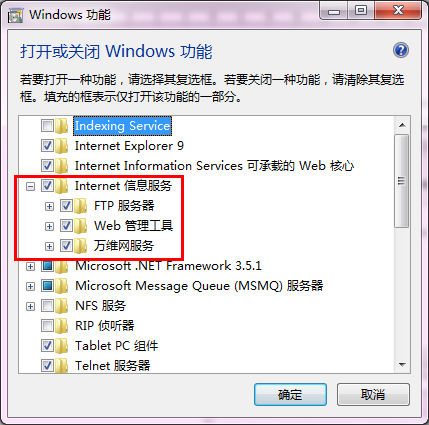 Windows 功能
打开或关闭 Windows 功能
若要打开一种功能，请选择其复选框。若要关闭一种功能，请清除其复选
框。填充的框表示仅打开该功能的一部分。
Indexing Service
Internet Explorer 9
Internet Information Services 可承载的 Web 核心
Internet 信息服务
FTP 服务器
Web 管理工具
万维网服务
Microsoft .NET Framework 3.5.1
Microsoft Message Queue (MSMQ) 服务器
NFS 服务
RIP 侦听器
Tablet PC 组件
Telnet 服务器
确定
取消